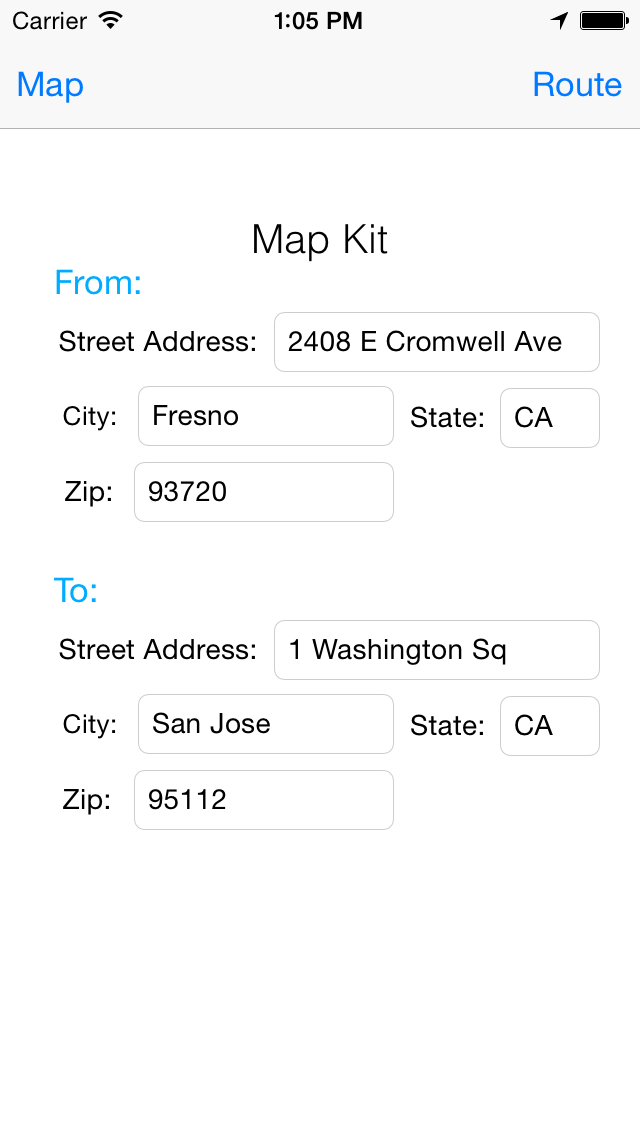 Carrier 1:05 PM
Map Route
Map Kit
From:
Street Address: 2408 E Cromwell Ave
City: Fresno State: CA
Zip: 93720
To:
Street Address: 1 Washington Sq
City: San Jose State: CA
Zip: 95112